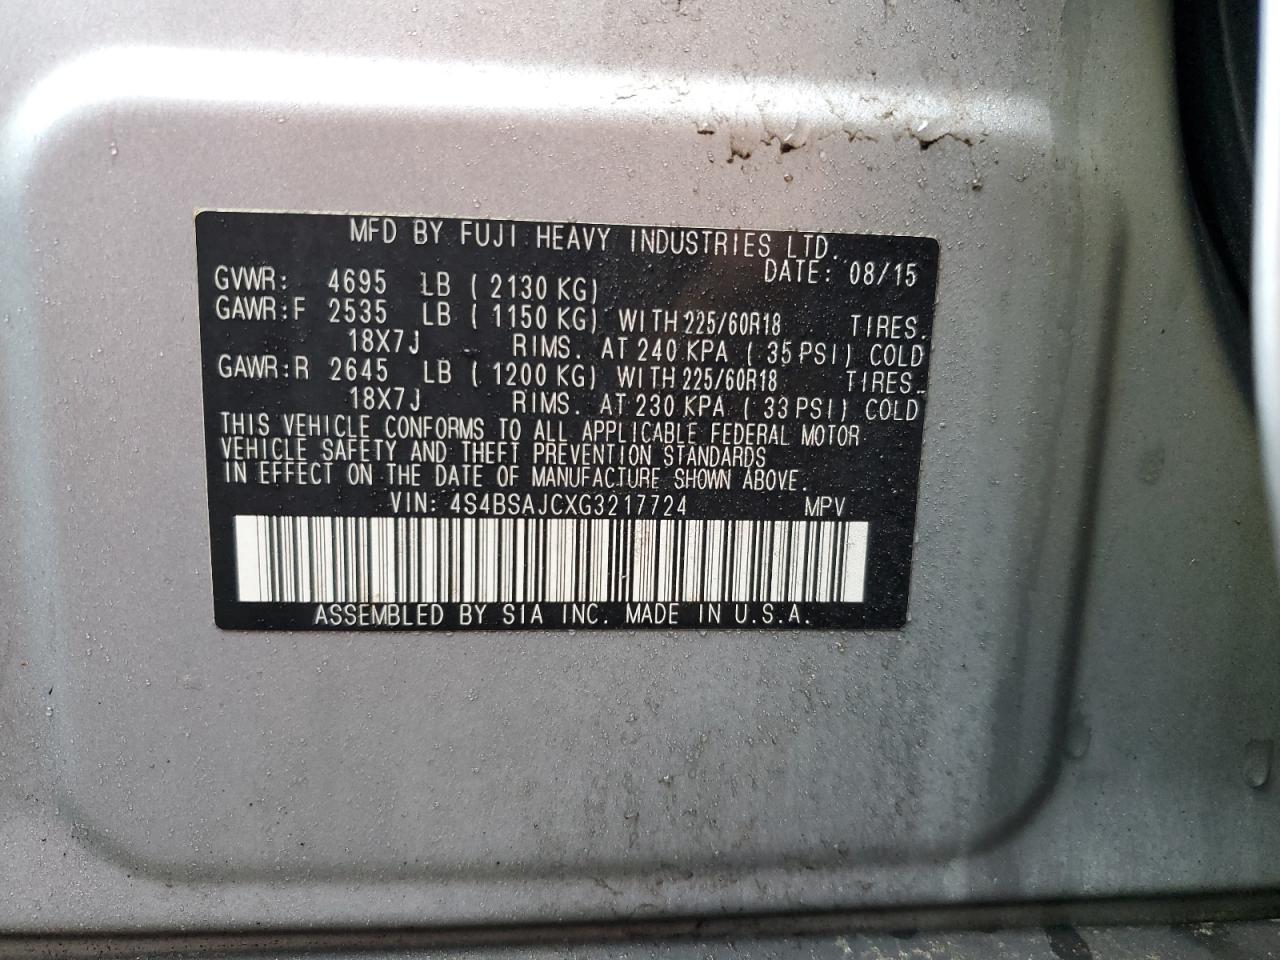 MFD BY FUJI HEAVY INDUSTRIES LTD.
DATE: 08/15
GVWR: 4695 LB ( 2130 KG)
GAWR:F 2535 LB ( 1150 KG) WITH 225/60R18 TIRES.
18X7J RIMS. AT 240 KPA ( 35 PSI) COLD
GAWR:R 2645 LB ( 1200 KG) WITH 225/60R18 TIRES.
18X7J RIMS. AT 230 KPA ( 33 PSI) COLD
THIS VEHICLE CONFORMS TO ALL APPLICABLE FEDERAL MOTOR
VEHICLE SAFETY AND THEFT PREVENTION STANDARDS
IN EFFECT ON THE DATE OF MANUFACTURE SHOWN ABOVE.
VIN: 4S4BSAJCXG3217724 MPV
ASSEMBLED BY SIA INC. MADE IN U.S.A.